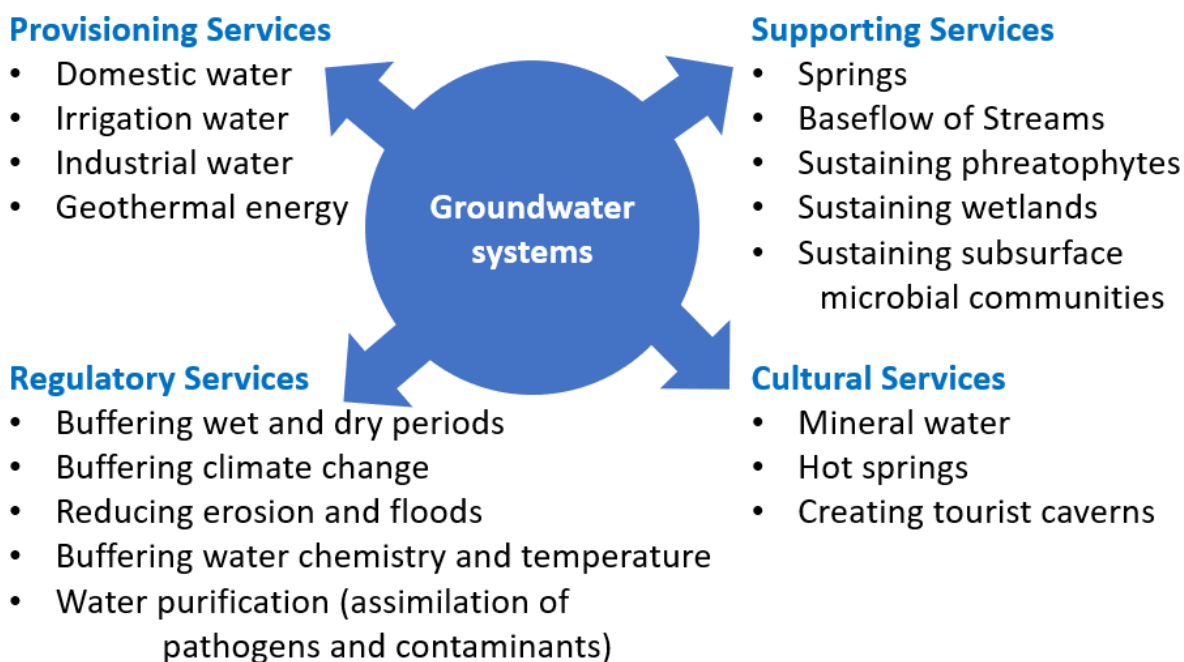 Provisioning Services
• Domestic water
• Irrigation water
• Industrial water
• Geothermal energy
Groundwater
systems
Supporting Services
• Springs
• Baseflow of Streams
• Sustaining phreatophytes
• Sustaining wetlands
• Sustaining subsurface
microbial communities
Regulatory Services
• Buffering wet and dry periods
• Buffering climate change
• Reducing erosion and floods
• Buffering water chemistry and temperature
• Water purification (assimilation of
pathogens and contaminants)
Cultural Services
• Mineral water
• Hot springs
• Creating tourist caverns